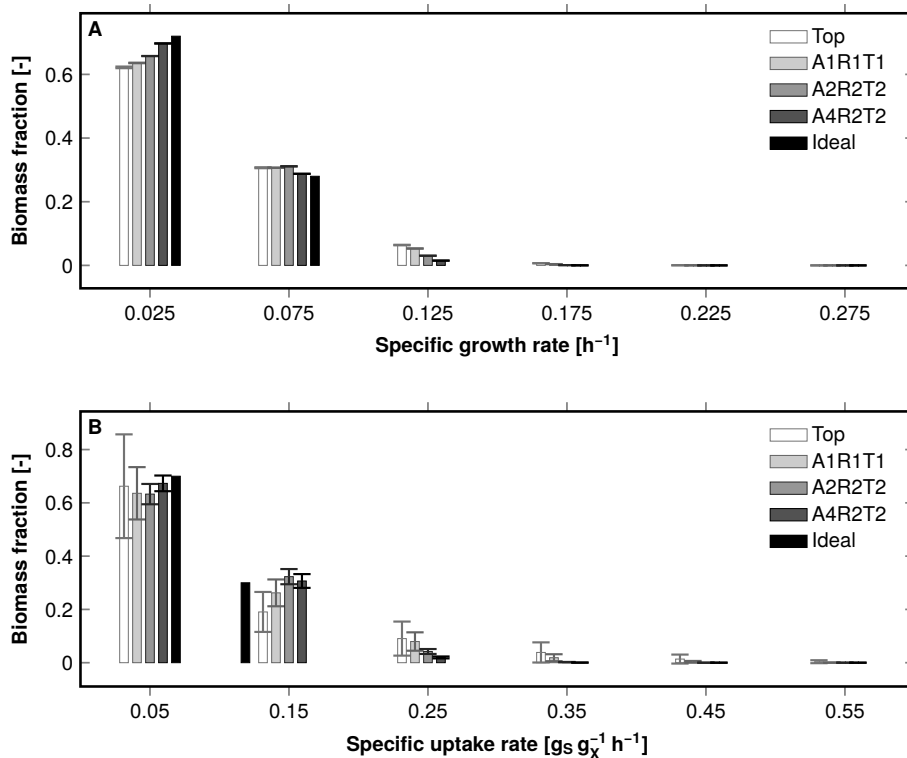 A
Top
A1R1T1
A2R2T2
A4R2T2
Ideal
Biomass fraction [-]
0.6
0.4
0.2
0
0.025 0.075 0.125 0.175 0.225 0.275
Specific growth rate [h⁻¹]
B
Top
A1R1T1
A2R2T2
A4R2T2
Ideal
Biomass fraction [-]
0.8
0.6
0.4
0.2
0
0.05 0.15 0.25 0.35 0.45 0.55
Specific uptake rate [g_S g_X⁻¹ h⁻¹]